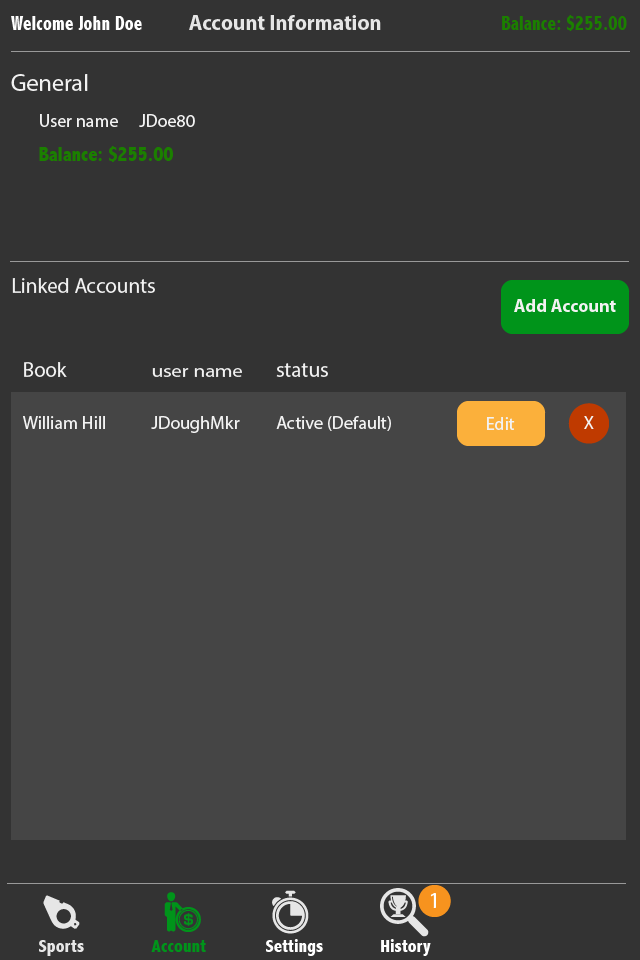 Welcome John Doe Account Information Balance: $255.00
General
User name JDoe80
Balance: $255.00
Linked Accounts
Add Account
Book user name status
William Hill JDoughMkr Active (Default) Edit X
1
Sports Account Settings History